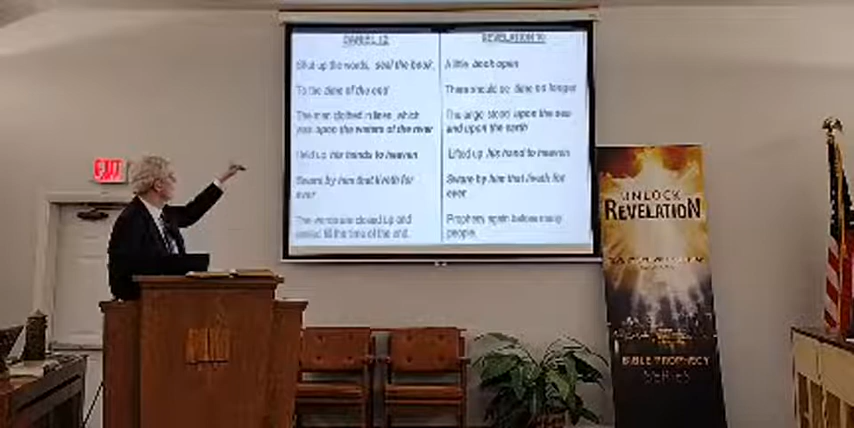 DANIEL 12
Shut up the words, seal the book.
To the time of the end
The man clothed in linen, which
was upon the waters of the river
Held up his hands to heaven
Sware by him that liveth for
ever
The words are closed up and
sealed till the time of the end.
REVELATION 10
A little book open
There should be time no longer
The angel stood upon the sea
and upon the earth
Lifted up his hand to heaven
Sware by him that liveth for
ever
Prophesy again before many
people.
EXIT
UNLOCK
REVELATION
BIBLE PROPHECY
SERIES